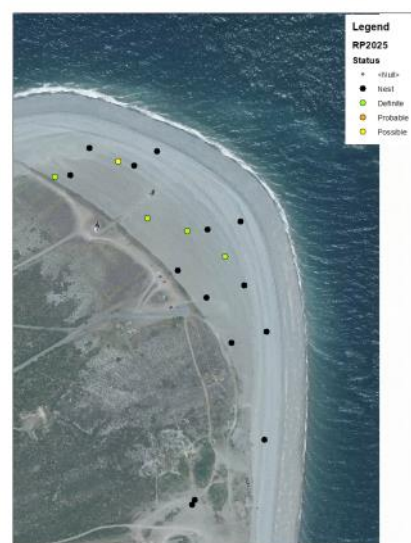 Legend
RP2025
Status
<Null>
Nest
Definite
Probable
Possible